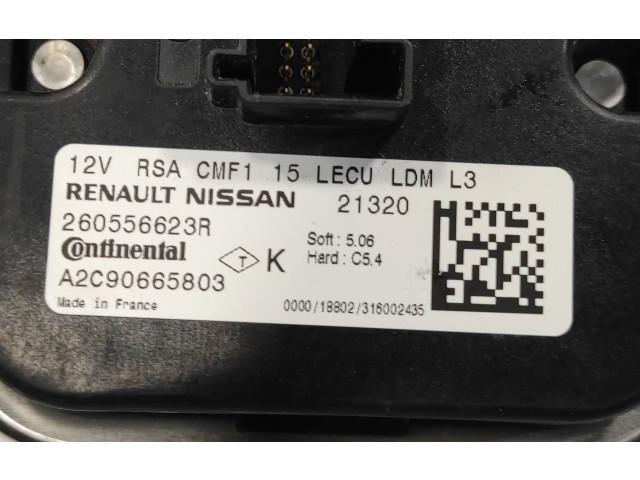 12V RSA CMF1 15 LECU LDM L3
RENAULT NISSAN 21320
260556623R
Continental
T K
Soft : 5.06
Hard : C5.4
A2C90665803
Made in France
0000/18802/316002435